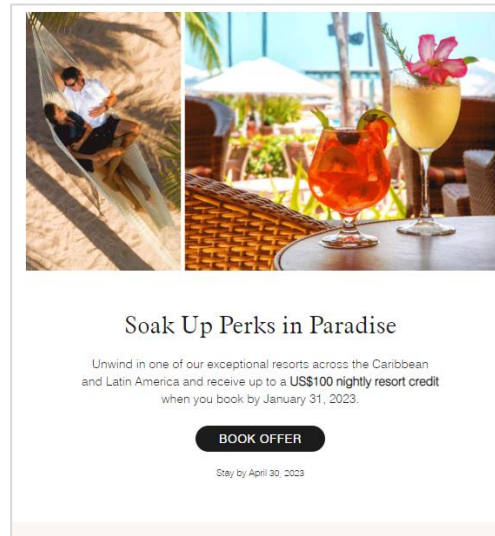 Soak Up Perks in Paradise
Unwind in one of our exceptional resorts across the Caribbean
and Latin America and receive up to a US$100 nightly resort credit
when you book by January 31, 2023.
BOOK OFFER
Stay by April 30, 2023